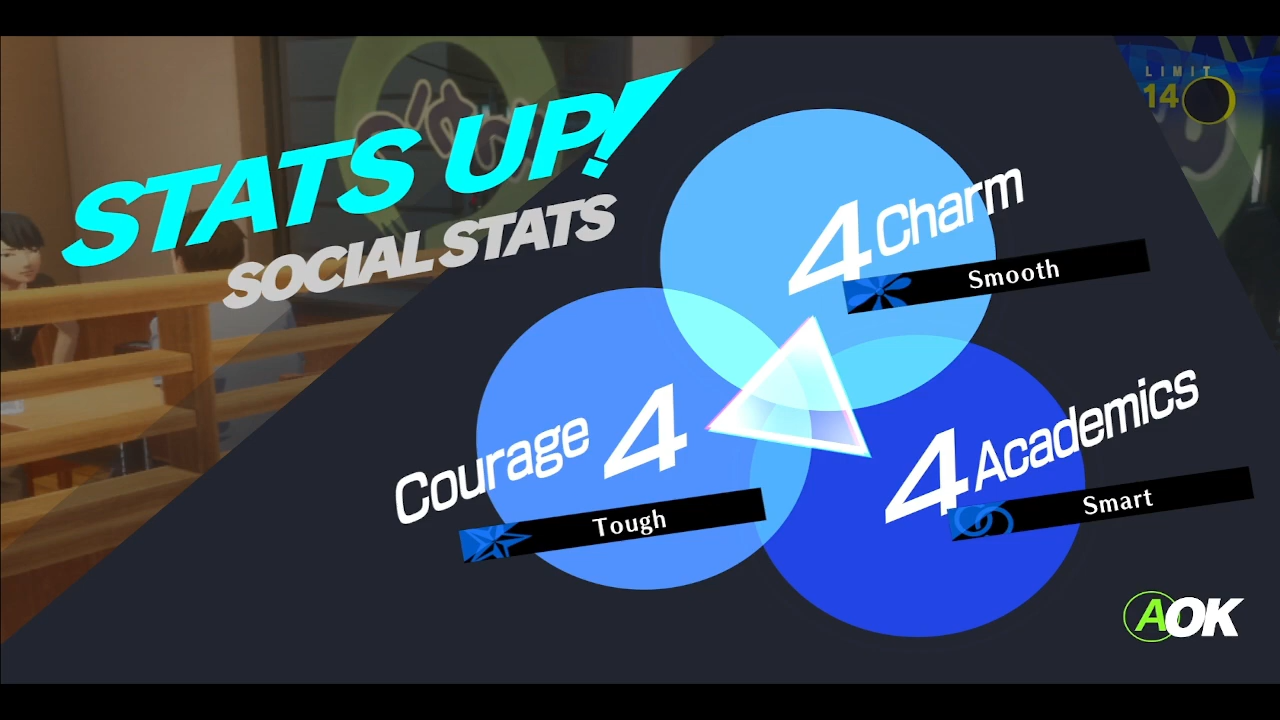 STATS UP!
SOCIAL STATS
LIMIT
14
4 Charm
Smooth
Courage 4
Tough
4 Academics
Smart
A OK